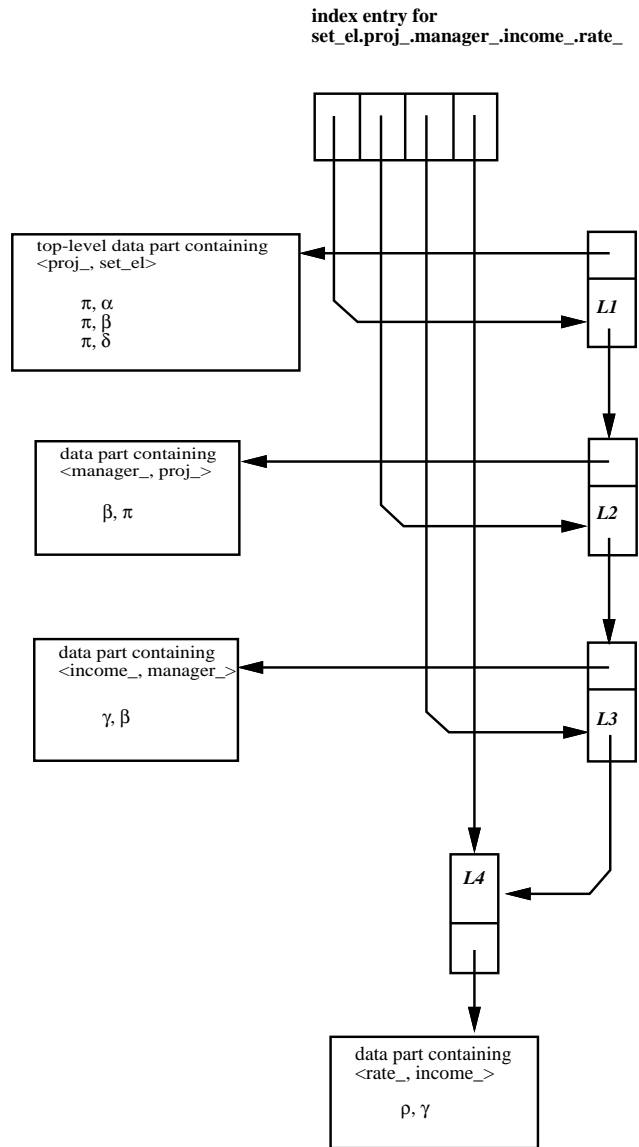 index entry for
set_el.proj_.manager_.income_.rate_
top-level data part containing
<proj_, set_el>
π, α
π, β
π, δ
L1
data part containing
<manager_, proj_>
β, π
L2
data part containing
<income_, manager_>
γ, β
L3
L4
data part containing
<rate_, income_>
ρ, γ